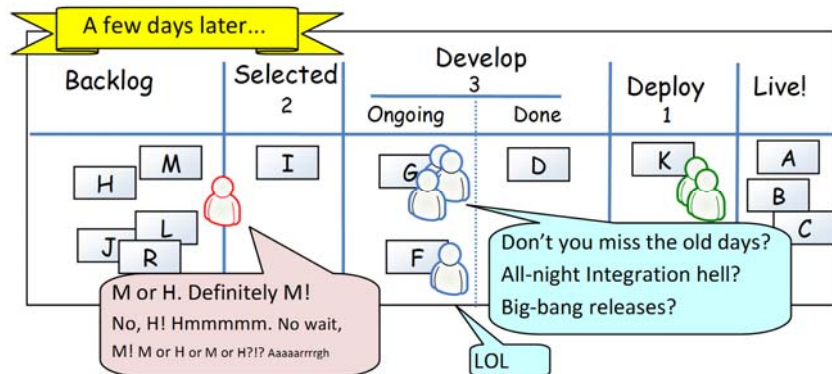 A few days later...
Backlog
Selected
2
Develop
3
Ongoing
Done
Deploy
1
Live!
H
M
J
L
R
I
G
F
D
K
A
B
C
M or H. Definitely M!
No, H! Hmmmmm. No wait,
M! M or H or M or H?!? Aaaaarrrrgh
Don't you miss the old days?
All-night Integration hell?
Big-bang releases?
LOL